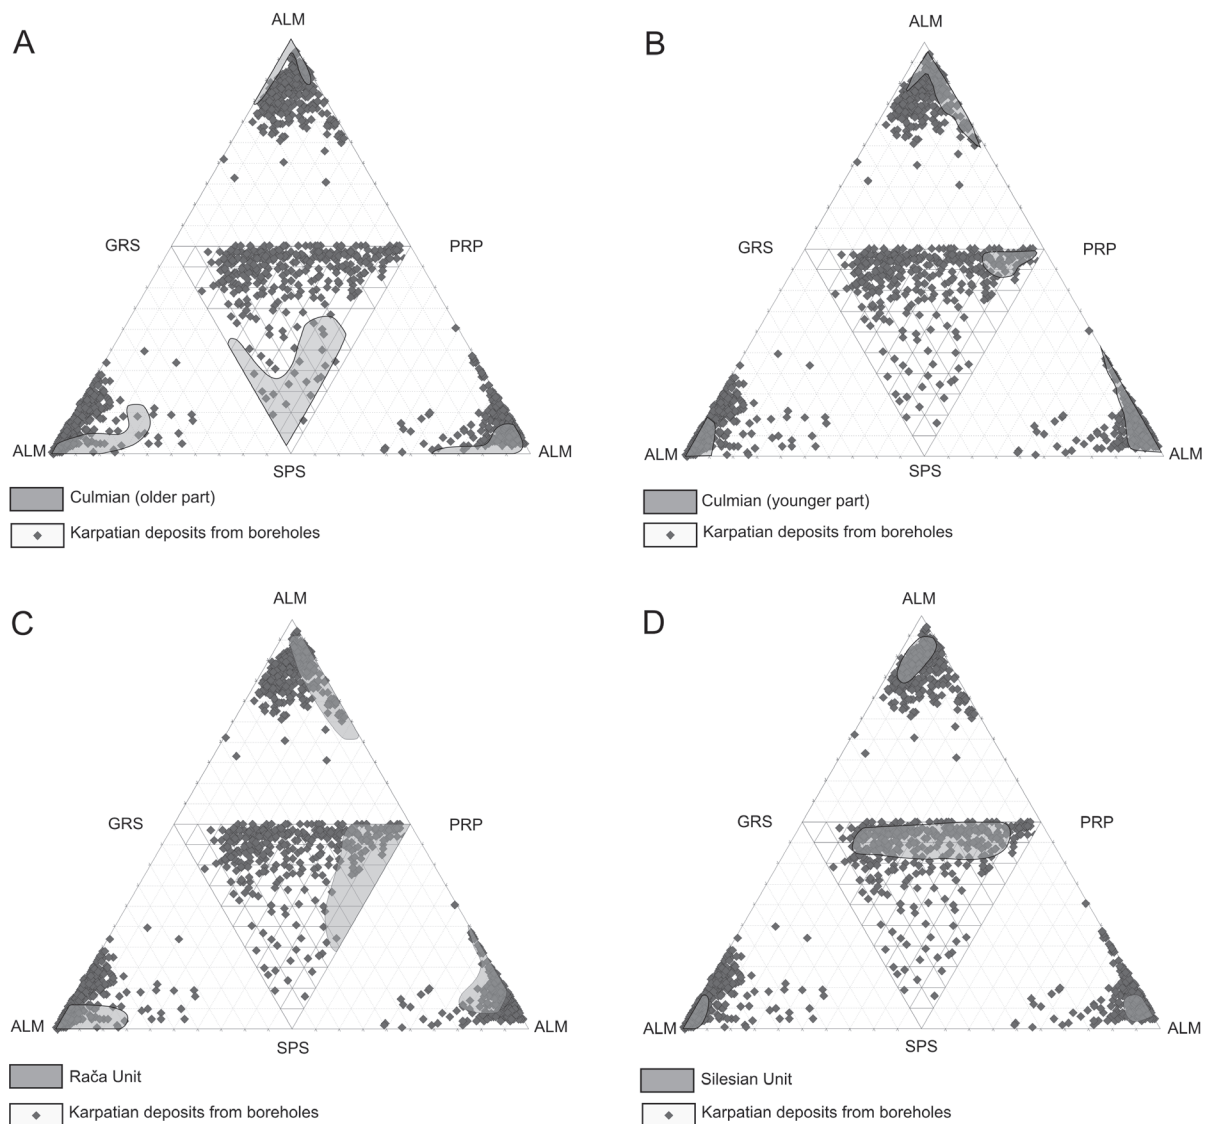 A
ALM
GRS
PRP
ALM
SPS
ALM
Culmian (older part)
Karpatian deposits from boreholes
B
ALM
GRS
PRP
ALM
SPS
ALM
Culmian (younger part)
Karpatian deposits from boreholes
C
ALM
GRS
PRP
ALM
SPS
ALM
Rača Unit
Karpatian deposits from boreholes
D
ALM
GRS
PRP
ALM
SPS
ALM
Silesian Unit
Karpatian deposits from boreholes